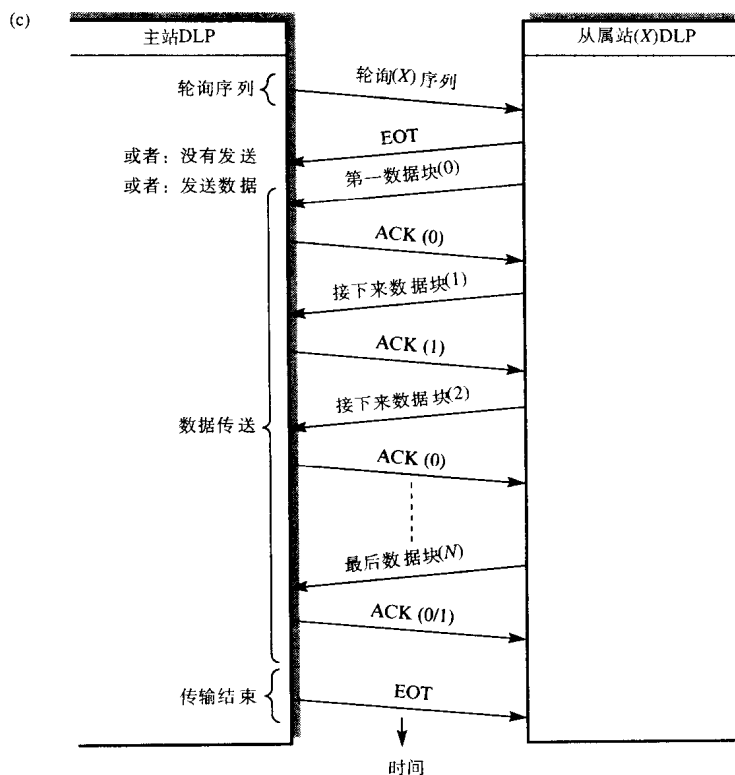 (c)
主站DLP
从属站(X)DLP
轮询序列
轮询(X)序列
EOT
或者：没有发送
或者：发送数据
第一数据块(0)
ACK (0)
接下来数据块(1)
ACK (1)
接下来数据块(2)
数据传送
ACK (0)
最后数据块(N)
ACK (0/1)
传输结束
EOT
时间